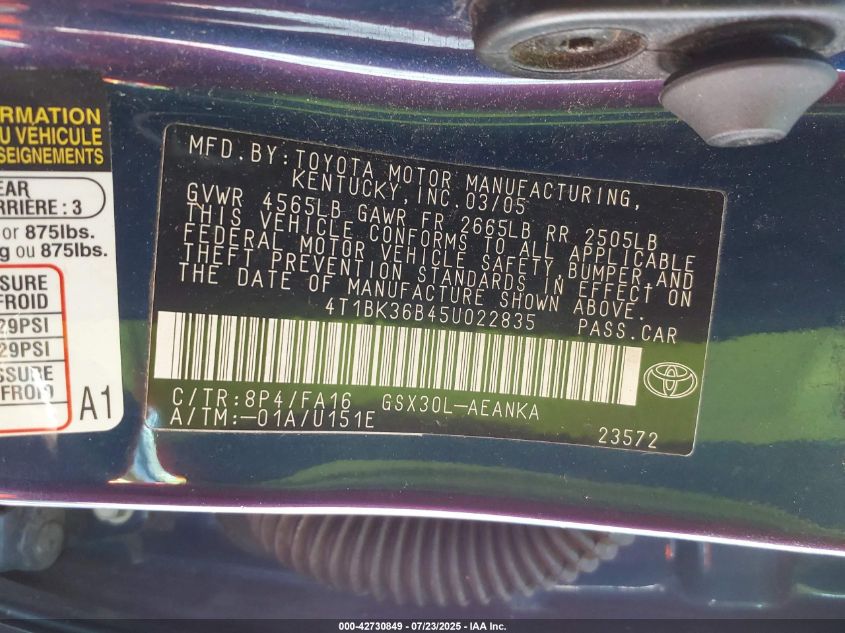 ORMATION
U VÉHICULE
SEIGNEMENTS
EAR
RRIÈRE : 3
or 875lbs.
g ou 875lbs.
SSURE
FROID
29PSI
29PSI
SSURE
FROID
A1
MFD.BY:TOYOTA MOTOR MANUFACTURING,
KENTUCKY, INC.03/05
GVWR 4565LB GAWR FR 2665LB RR 2505LB
THIS VEHICLE CONFORMS TO ALL APPLICABLE
FEDERAL MOTOR VEHICLE SAFETY, BUMPER,AND
THEFT PREVENTION STANDARDS IN EFFECT ON
THE DATE OF MANUFACTURE SHOWN ABOVE.
4T1BK36B45U022835 PASS.CAR
C/TR:8P4/FA16 GSX30L-AEANKA
A/TM:-01A/U151E
23572
000-42730849 - 07/23/2025 - IAA Inc.